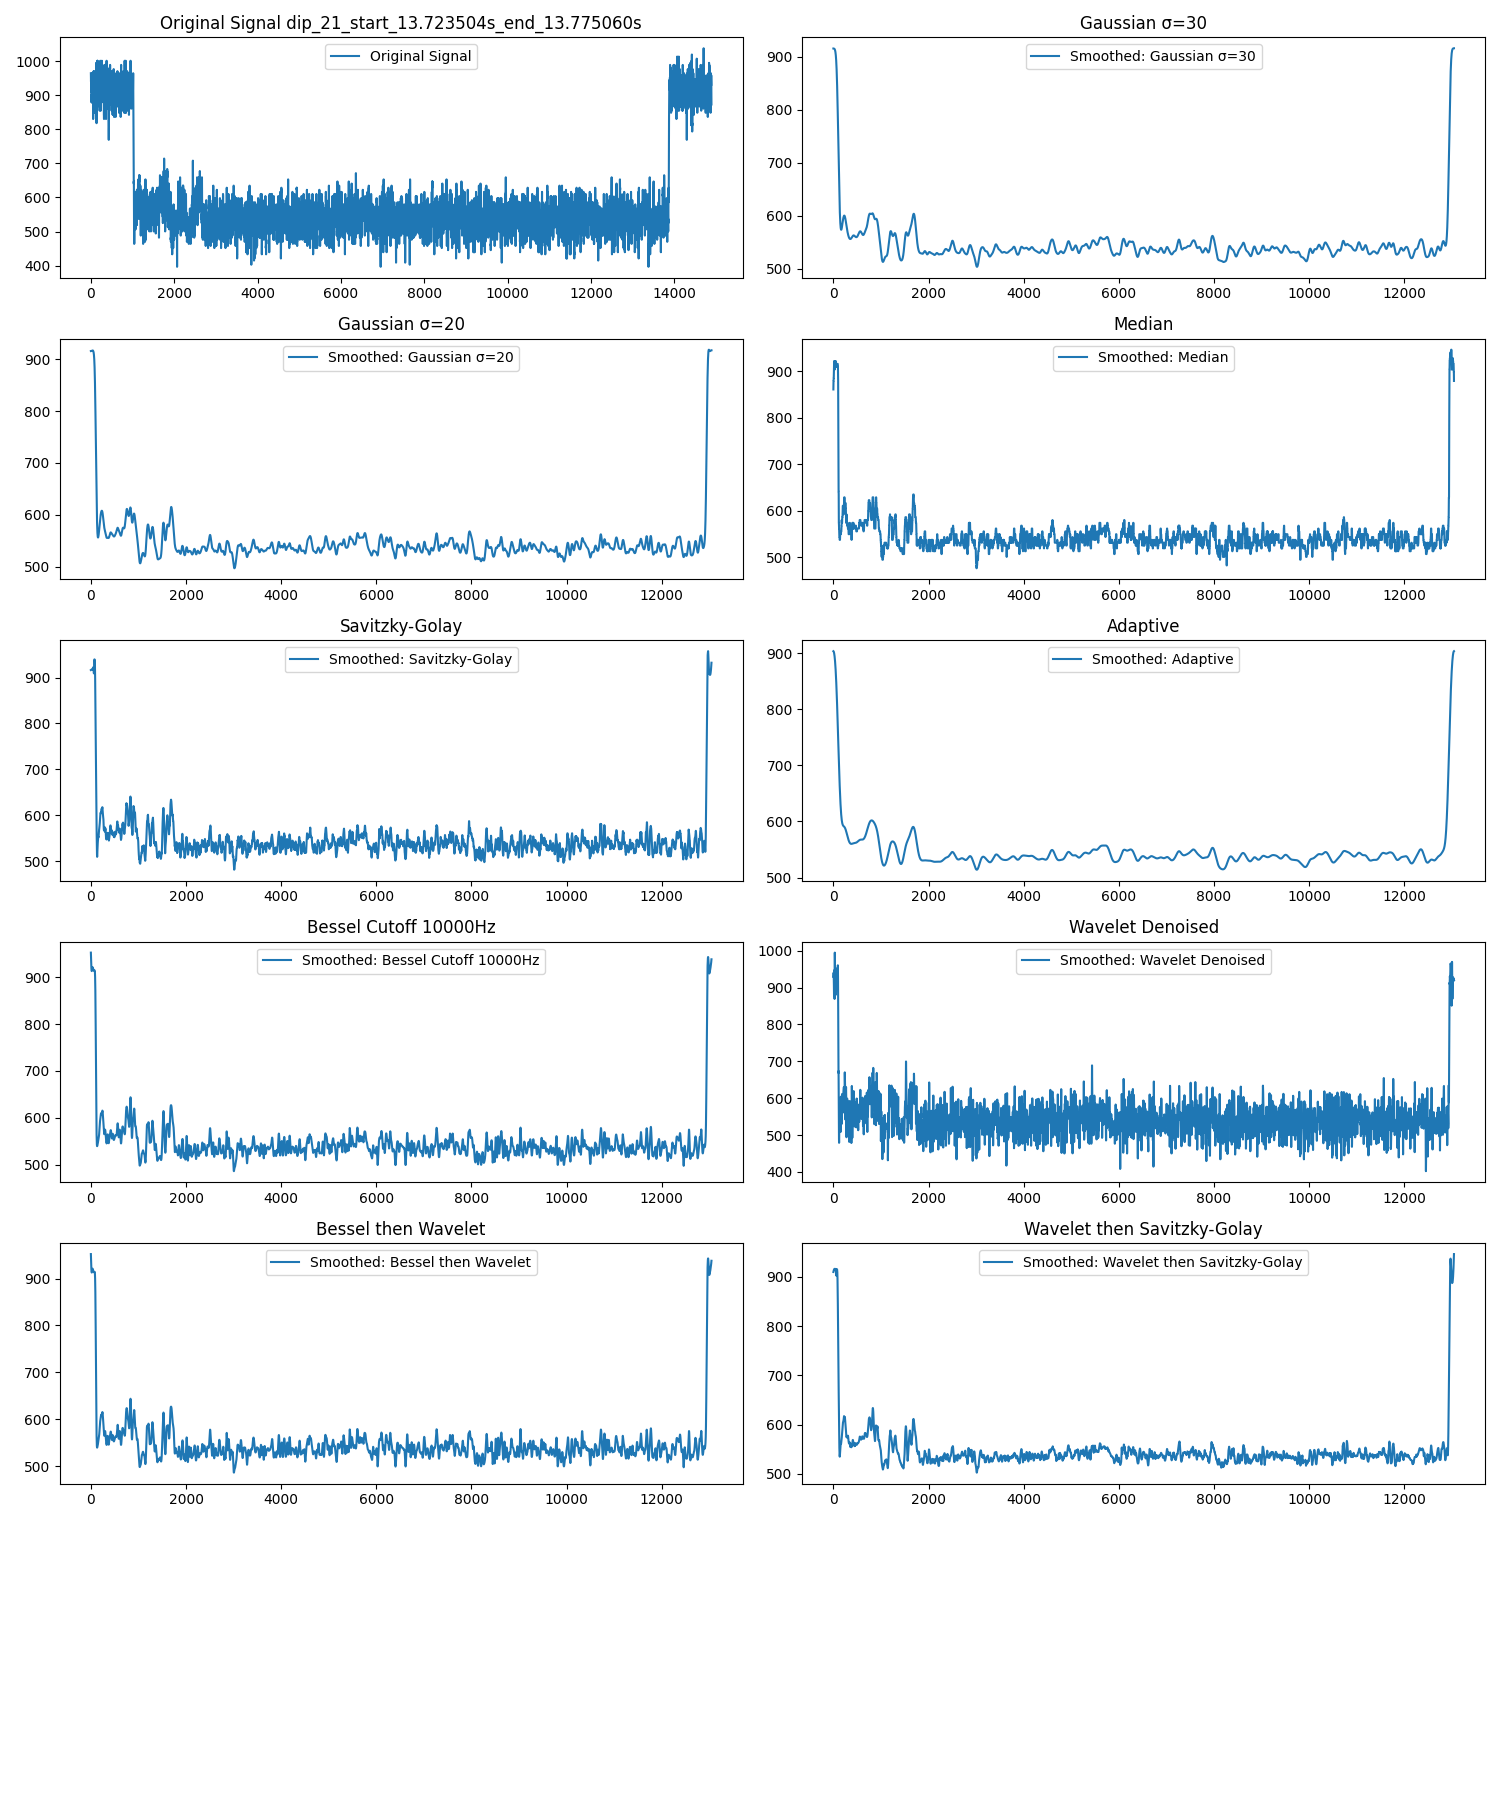 Original Signal dip_21_start_13.723504s_end_13.775060s
Original Signal
1000
900
800
700
600
500
400
0 2000 4000 6000 8000 10000 12000 14000
Gaussian σ=30
Smoothed: Gaussian σ=30
900
800
700
600
500
0 2000 4000 6000 8000 10000 12000
Gaussian σ=20
Smoothed: Gaussian σ=20
900
800
700
600
500
0 2000 4000 6000 8000 10000 12000
Median
Smoothed: Median
900
800
700
600
500
0 2000 4000 6000 8000 10000 12000
Savitzky-Golay
Smoothed: Savitzky-Golay
900
800
700
600
500
0 2000 4000 6000 8000 10000 12000
Adaptive
Smoothed: Adaptive
900
800
700
600
500
0 2000 4000 6000 8000 10000 12000
Bessel Cutoff 10000Hz
Smoothed: Bessel Cutoff 10000Hz
900
800
700
600
500
0 2000 4000 6000 8000 10000 12000
Wavelet Denoised
Smoothed: Wavelet Denoised
1000
900
800
700
600
500
400
0 2000 4000 6000 8000 10000 12000
Bessel then Wavelet
Smoothed: Bessel then Wavelet
900
800
700
600
500
0 2000 4000 6000 8000 10000 12000
Wavelet then Savitzky-Golay
Smoothed: Wavelet then Savitzky-Golay
900
800
700
600
500
0 2000 4000 6000 8000 10000 12000